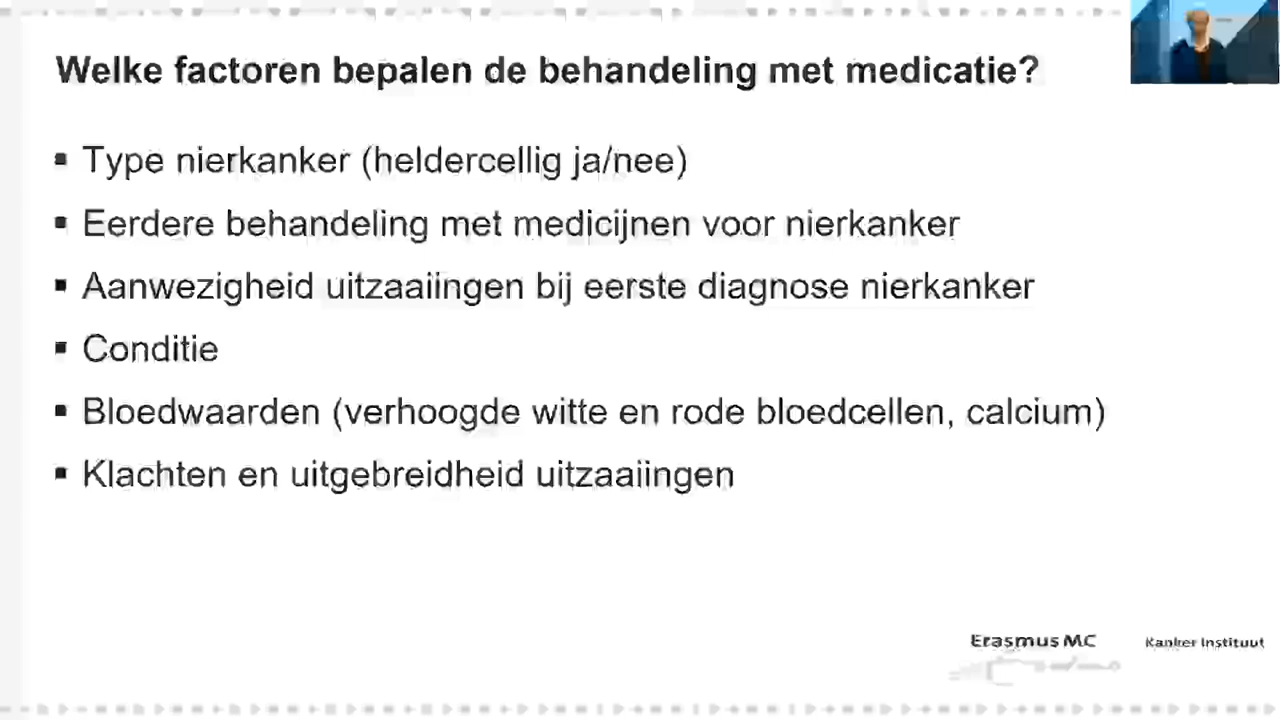 Welke factoren bepalen de behandeling met medicatie?
▪ Type nierkanker (heldercellig ja/nee)
▪ Eerdere behandeling met medicijnen voor nierkanker
▪ Aanwezigheid uitzaaiingen bij eerste diagnose nierkanker
▪ Conditie
▪ Bloedwaarden (verhoogde witte en rode bloedcellen, calcium)
▪ Klachten en uitgebreidheid uitzaaiingen
Erasmus MC Kanker Instituut